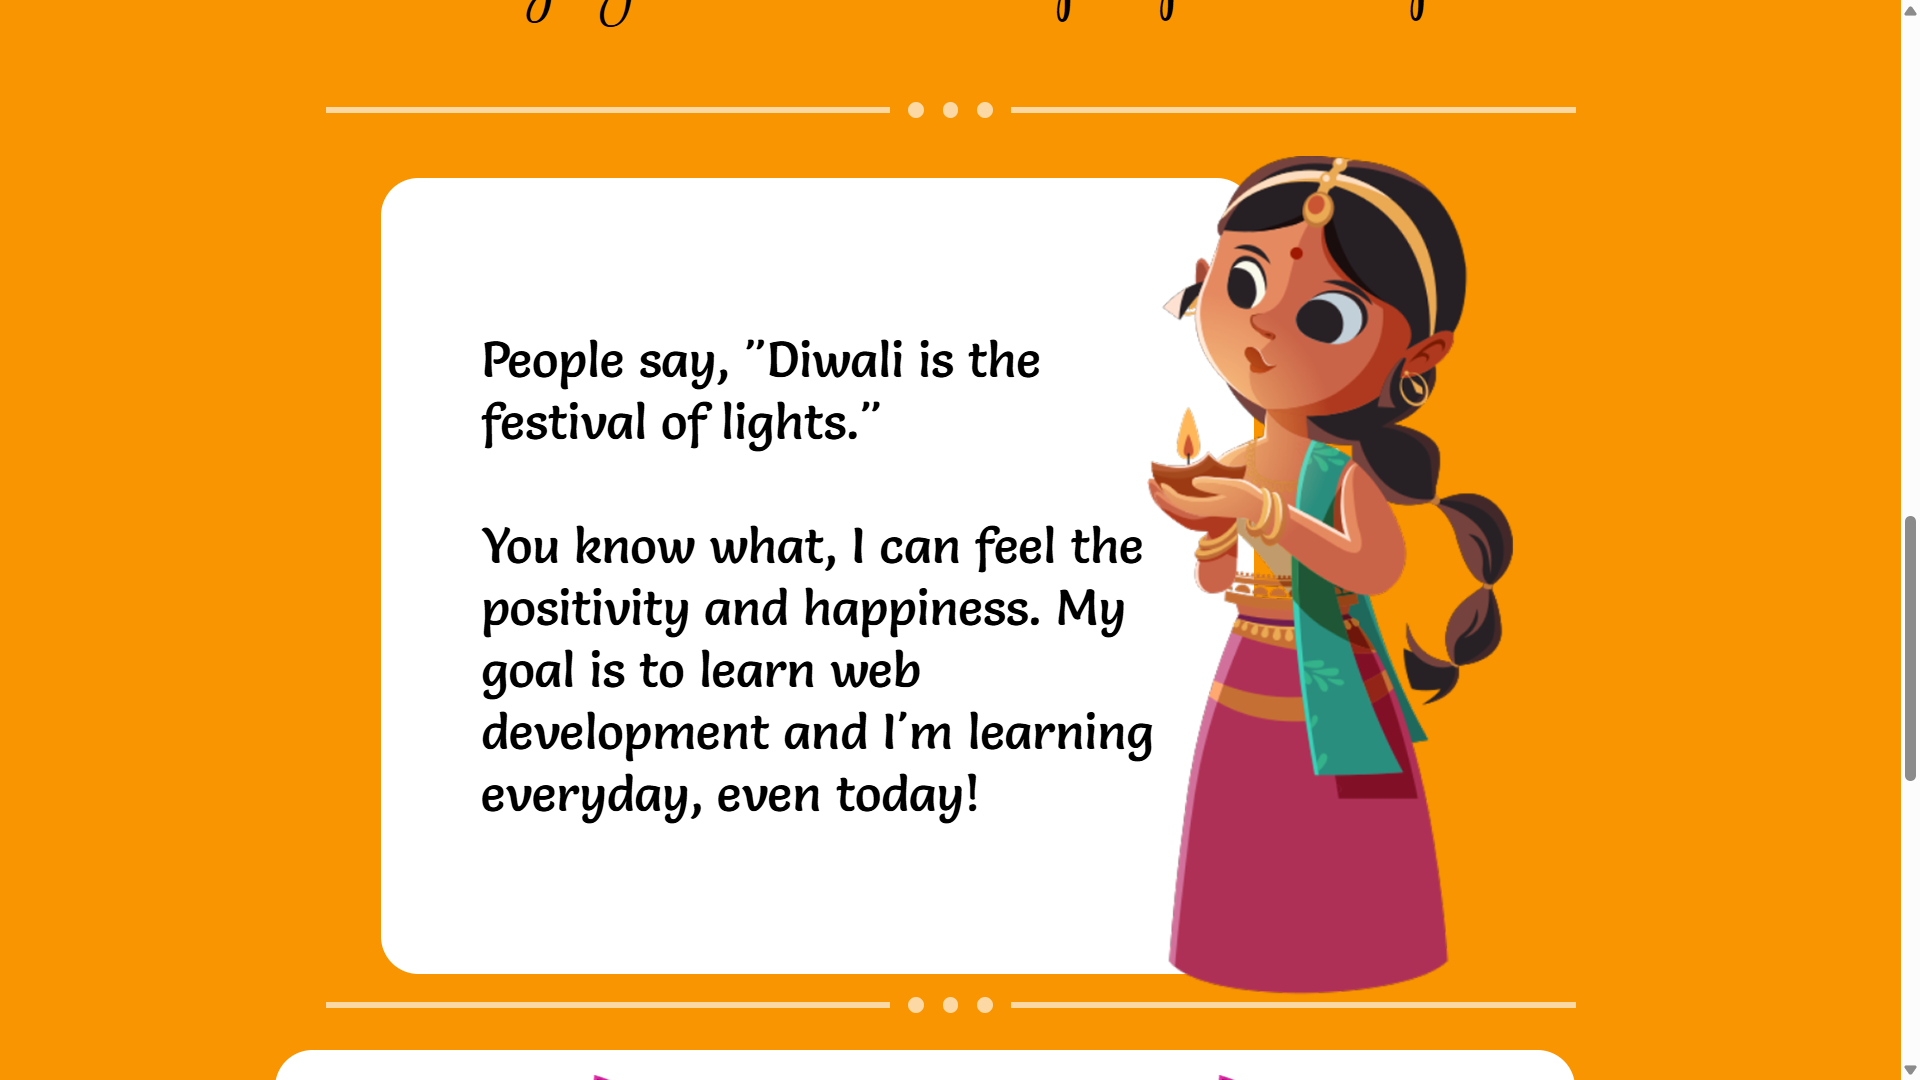 People say, "Diwali is the
festival of lights."
You know what, I can feel the
positivity and happiness. My
goal is to learn web
development and I'm learning
everyday, even today!